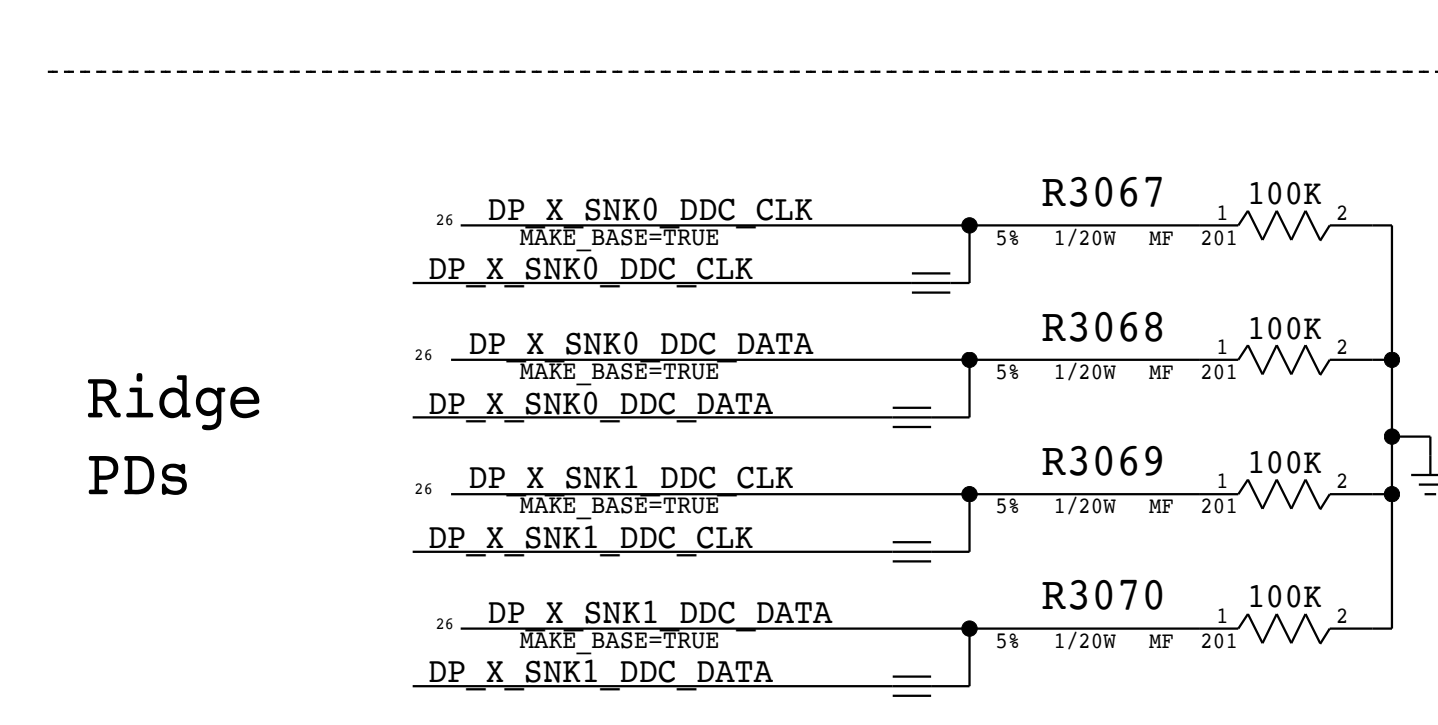 R3067 100K
26 DP_X_SNK0_DDC_CLK 1 2
MAKE_BASE=TRUE 5% 1/20W MF 201
DP_X_SNK0_DDC_CLK
R3068 100K
26 DP_X_SNK0_DDC_DATA 1 2
MAKE_BASE=TRUE 5% 1/20W MF 201
DP_X_SNK0_DDC_DATA
Ridge
PDs
R3069 100K
26 DP_X_SNK1_DDC_CLK 1 2
MAKE_BASE=TRUE 5% 1/20W MF 201
DP_X_SNK1_DDC_CLK
R3070 100K
26 DP_X_SNK1_DDC_DATA 1 2
MAKE_BASE=TRUE 5% 1/20W MF 201
DP_X_SNK1_DDC_DATA